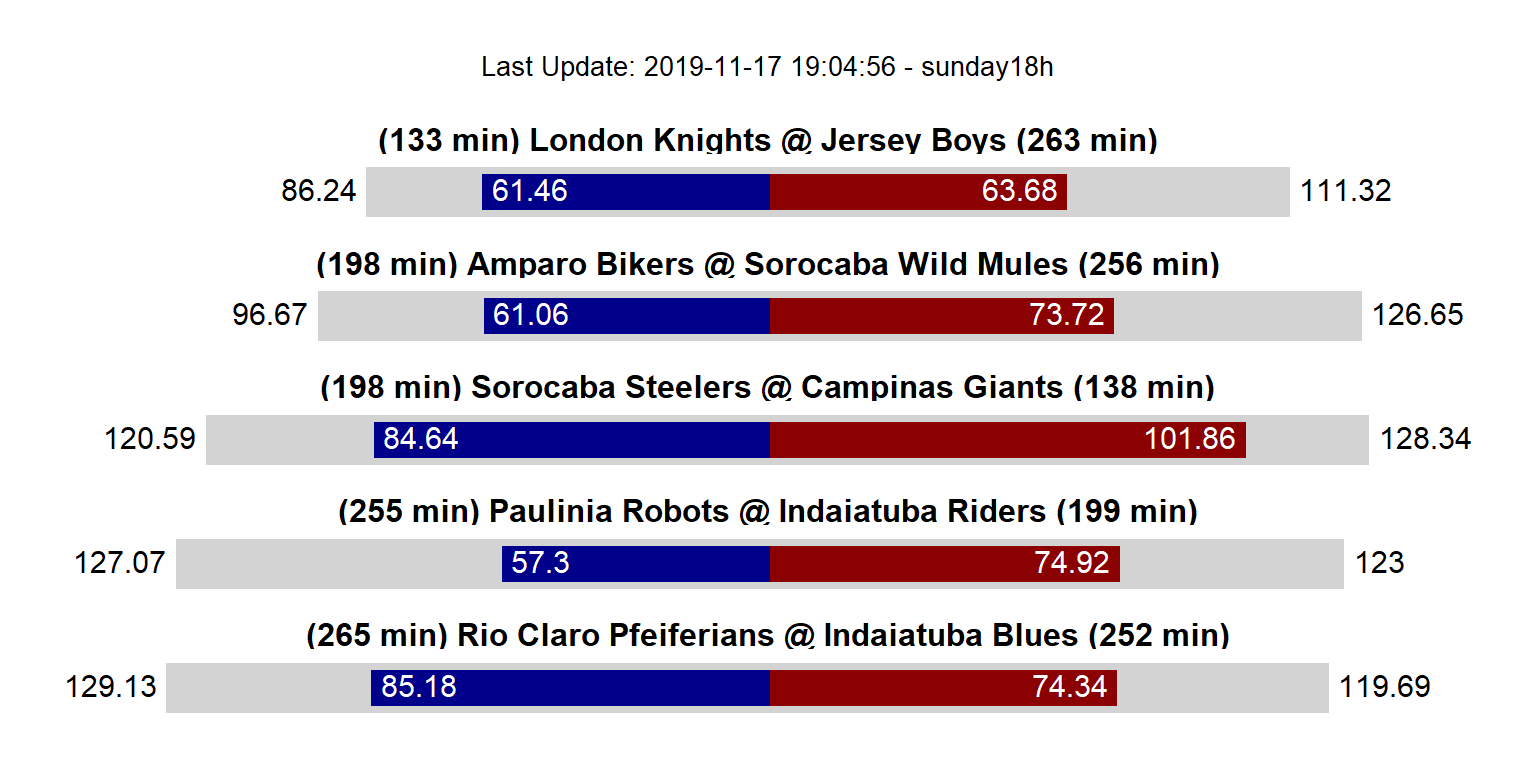 Last Update: 2019-11-17 19:04:56 - sunday18h
(133 min) London Knights @ Jersey Boys (263 min)
86.24 61.46 63.68 111.32
(198 min) Amparo Bikers @ Sorocaba Wild Mules (256 min)
96.67 61.06 73.72 126.65
(198 min) Sorocaba Steelers @ Campinas Giants (138 min)
120.59 84.64 101.86 128.34
(255 min) Paulinia Robots @ Indaiatuba Riders (199 min)
127.07 57.3 74.92 123
(265 min) Rio Claro Pfeiferians @ Indaiatuba Blues (252 min)
129.13 85.18 74.34 119.69